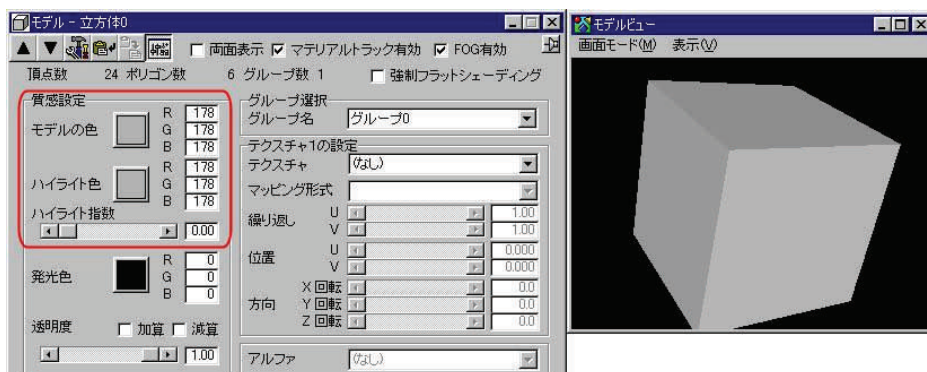 モデル - 立方体0
両面表示 マテリアルトラック有効 FOG有効
頂点数 24 ポリゴン数 6 グループ数 1 強制フラットシェーディング
質感設定
モデルの色
R 178
G 178
B 178
ハイライト色
R 178
G 178
B 178
ハイライト指数
0.00
発光色
R 0
G 0
B 0
透明度 加算 減算
1.00
グループ選択
グループ名 グループ0
テクスチャ1の設定
テクスチャ (なし)
マッピング形式
繰り返し
U 1.00
V 1.00
位置
U 0.000
V 0.000
方向
X 回転 0.0
Y 回転 0.0
Z 回転 0.0
アルファ (なし)
モデルビュー
画面モード(M) 表示(V)